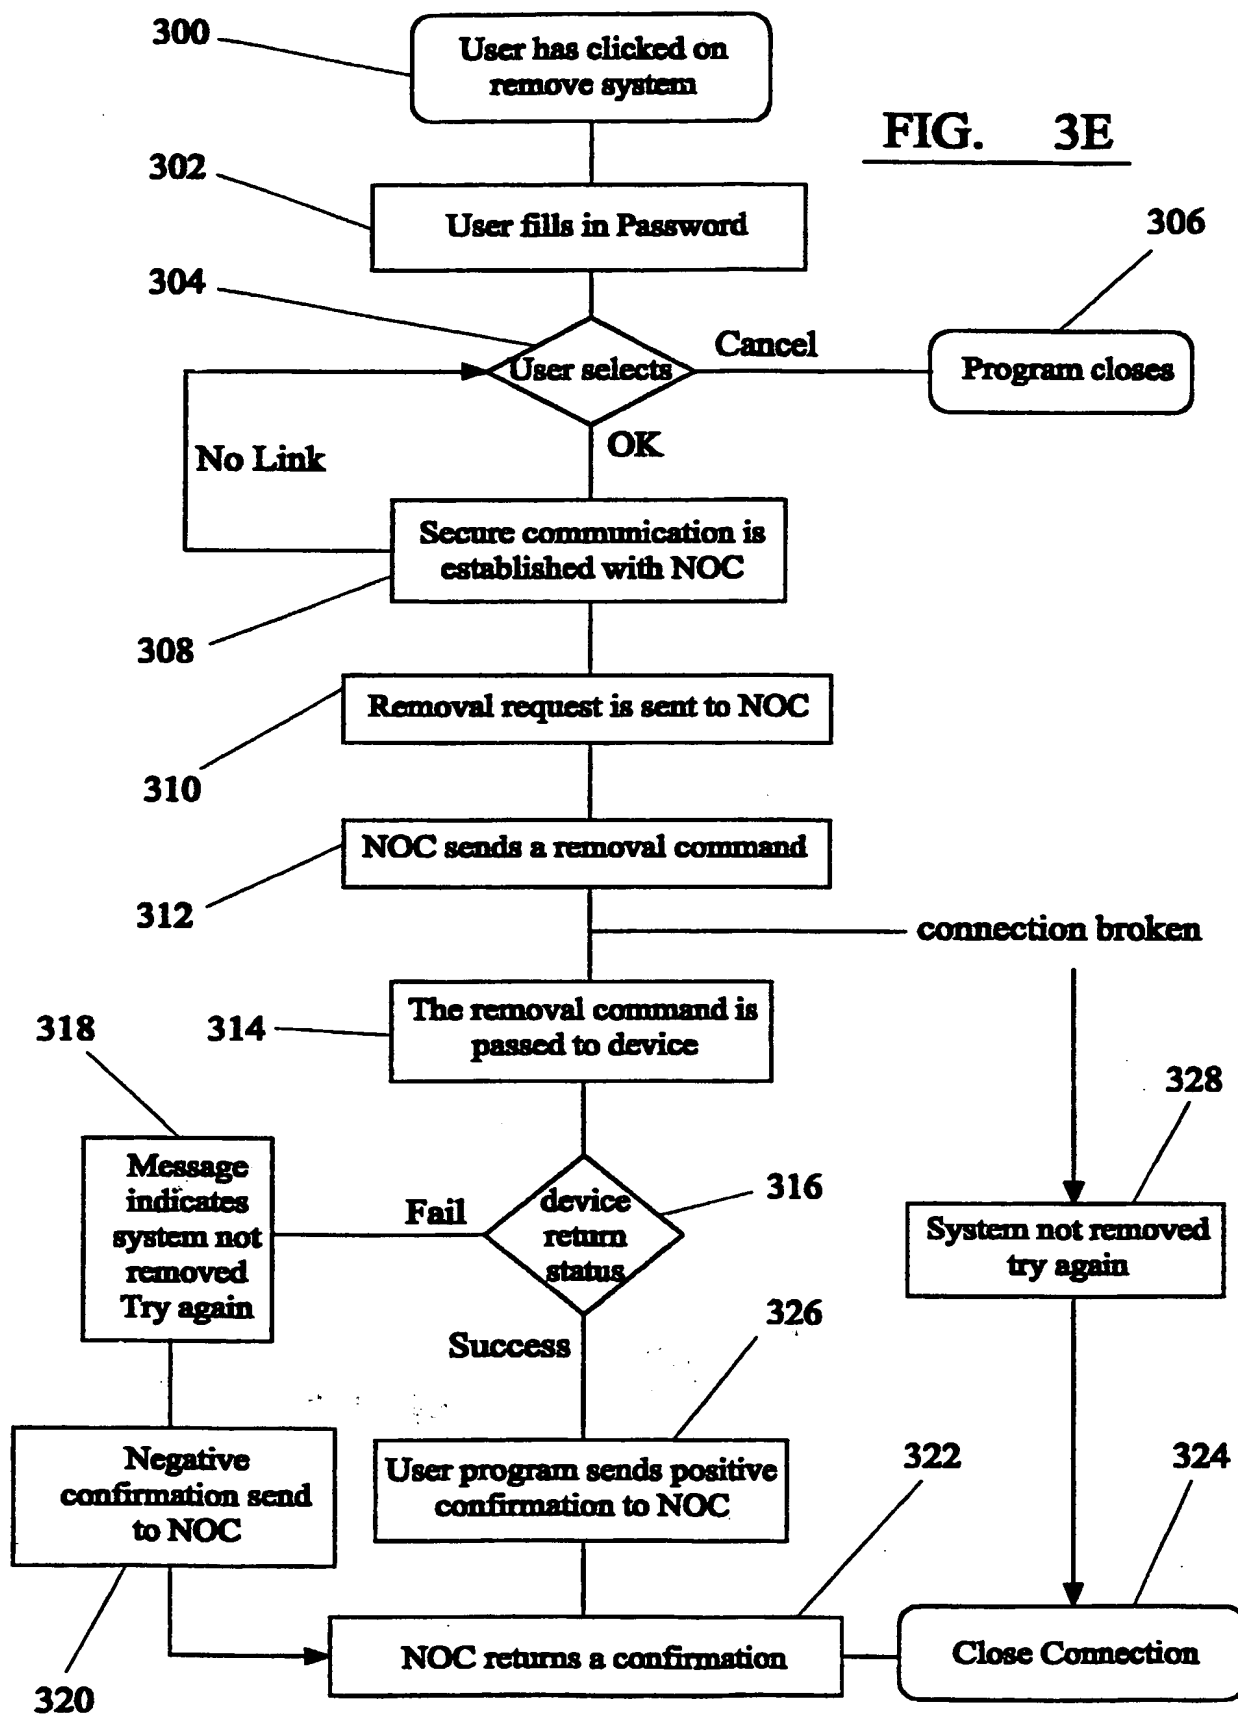 300
User has clicked on
remove system
FIG. 3E
302
User fills in Password
306
304
User selects
Cancel
Program closes
No Link
OK
Secure communication is
established with NOC
308
Removal request is sent to NOC
310
NOC sends a removal command
312
connection broken
The removal command is
passed to device
314
318
328
Message
indicates
system not
removed
Try again
Fail
device
return
status
316
System not removed
try again
Success
326
Negative
confirmation send
to NOC
User program sends positive
confirmation to NOC
322
324
NOC returns a confirmation
Close Connection
320